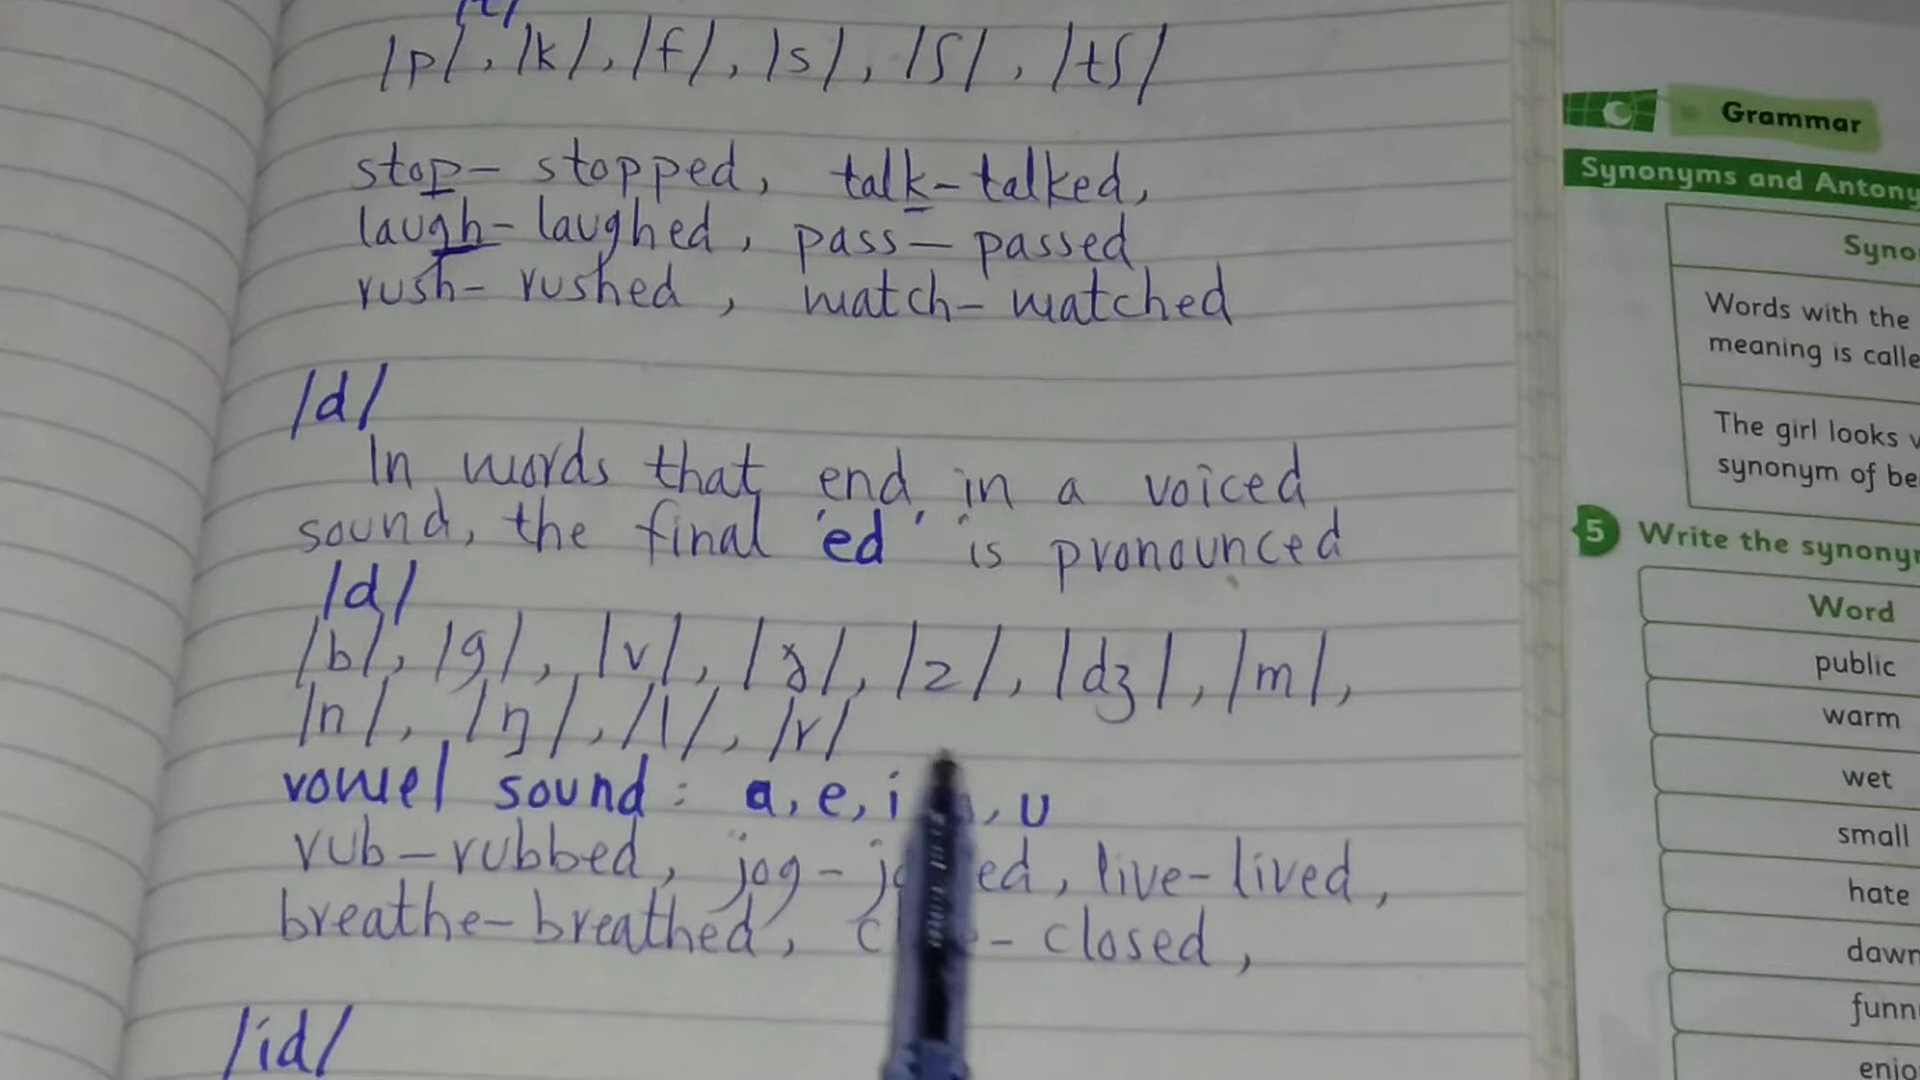 /t/
/p/, /k/, /f/, /s/, /ʃ/, /tʃ/
stop- stopped, talk-talked,
laugh-laughed, pass-passed
rush- rushed, watch-watched
/d/
In words that end in a voiced
sound, the final 'ed' is pronounced
/d/
/b/, /g/, /v/, /ʒ/, /z/, /dʒ/, /m/,
/n/, /ŋ/, /l/, /r/
vowel sound: a, e, i, u
rub-rubbed, jog- live-lived,
breathe-breathed, -closed,
/id/
Grammar
Synonyms and Antony
Syno
Words with the
meaning is calle
The girl looks v
synonym of be
5 Write the synonym
Word
public
warm
wet
small
hate
dawn
funn
enjo